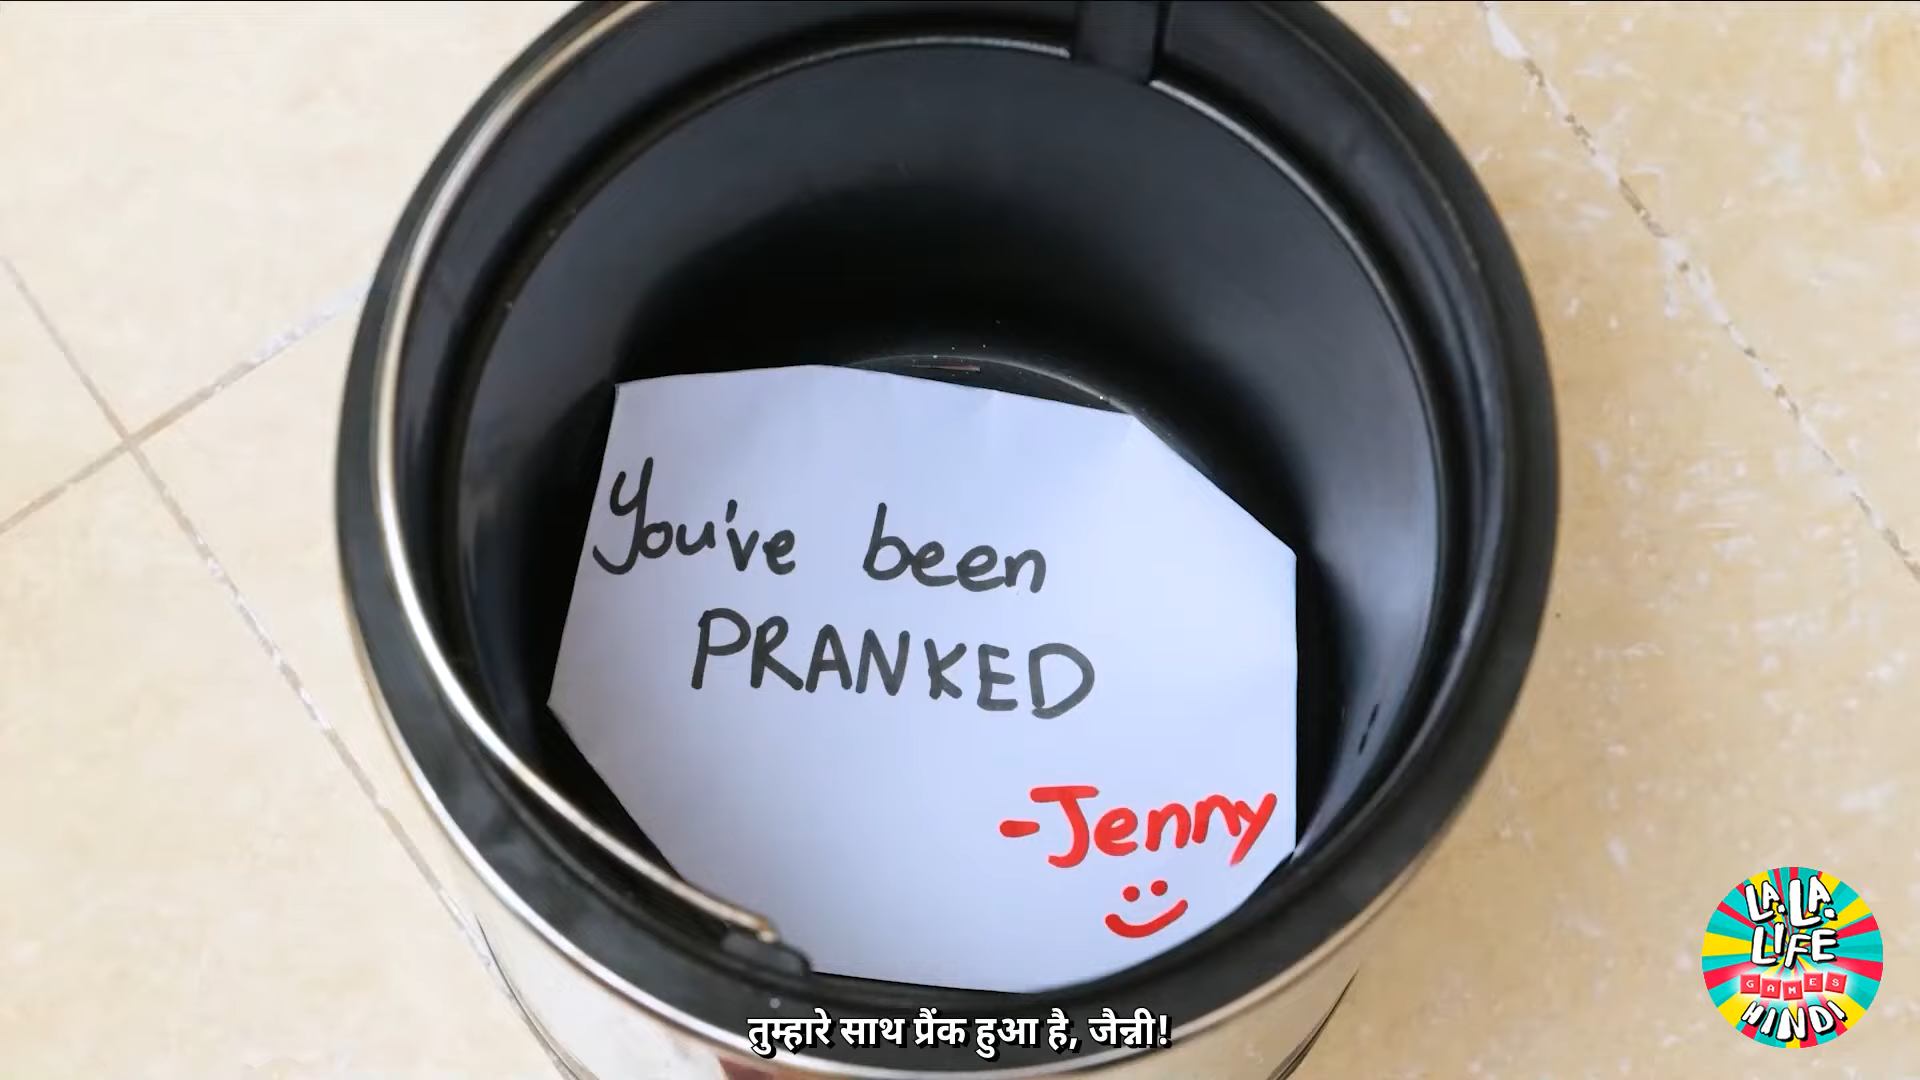 You've been
PRANKED
-Jenny
तुम्हारे साथ प्रैंक हुआ है, जैन्नी!
LA LA
LIFE
GAMES
HINDI